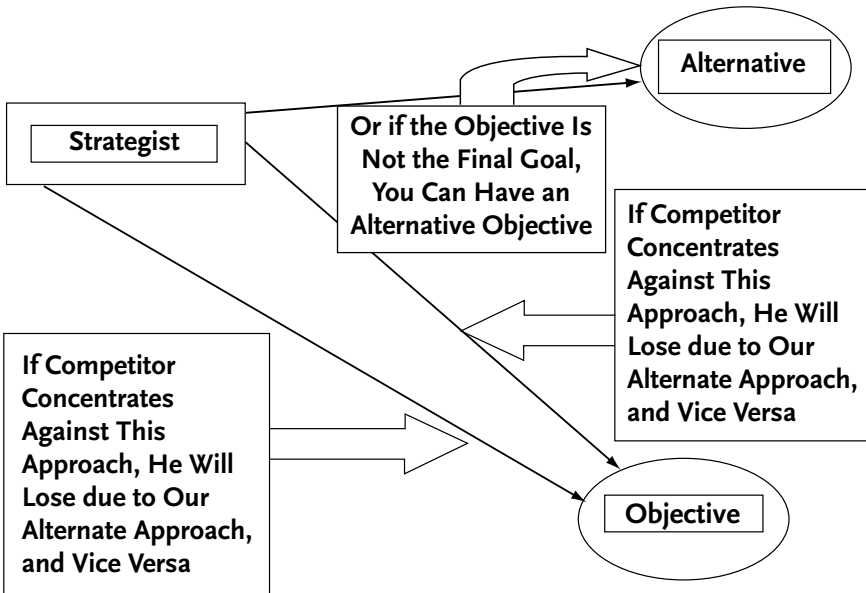 Alternative
Strategist
Or if the Objective Is
Not the Final Goal,
You Can Have an
Alternative Objective
If Competitor
Concentrates
Against This
Approach, He Will
Lose due to Our
Alternate Approach,
and Vice Versa
If Competitor
Concentrates
Against This
Approach, He Will
Lose due to Our
Alternate Approach,
and Vice Versa
Objective